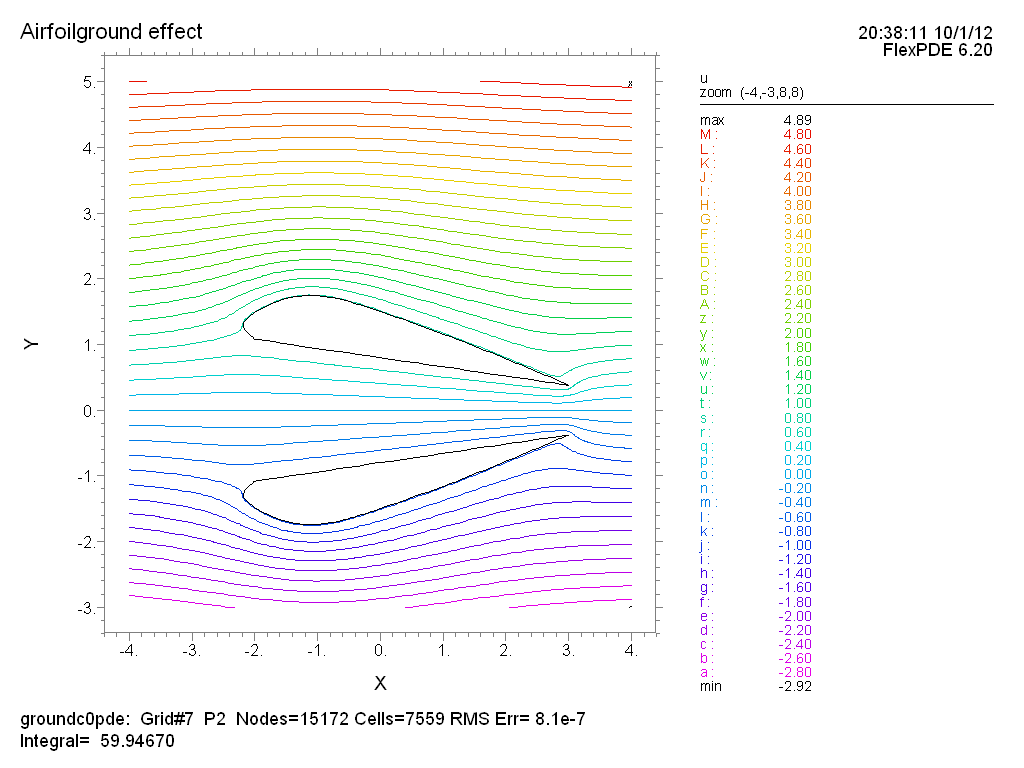 Airfoilground effect
20:38:11 10/1/12
FlexPDE 6.20
u
zoom (-4,-3,8,8)
max 4.89
M : 4.80
L : 4.60
K : 4.40
J : 4.20
I : 4.00
H : 3.80
G : 3.60
F : 3.40
E : 3.20
D : 3.00
C : 2.80
B : 2.60
A : 2.40
z : 2.20
y : 2.00
x : 1.80
w : 1.60
v : 1.40
u : 1.20
t : 1.00
s : 0.80
r : 0.60
q : 0.40
p : 0.20
o : 0.00
n : -0.20
m : -0.40
l : -0.60
k : -0.80
j : -1.00
i : -1.20
h : -1.40
g : -1.60
f : -1.80
e : -2.00
d : -2.20
c : -2.40
b : -2.60
a : -2.80
min -2.92
5.
4.
3.
2.
1.
0.
-1.
-2.
-3.
Y
x
-4. -3. -2. -1. 0. 1. 2. 3. 4.
X
groundc0pde: Grid#7 P2 Nodes=15172 Cells=7559 RMS Err= 8.1e-7
Integral= 59.94670